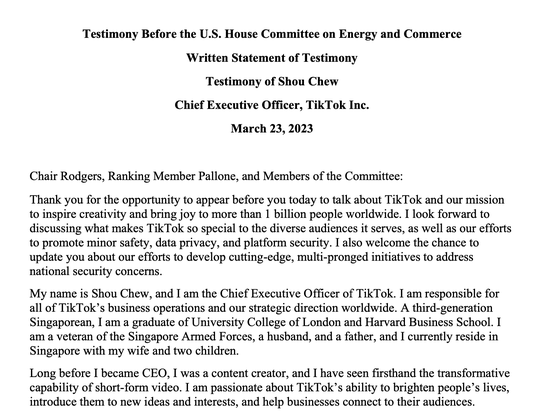 Testimony Before the U.S. House Committee on Energy and Commerce
Written Statement of Testimony
Testimony of Shou Chew
Chief Executive Officer, TikTok Inc.
March 23, 2023
Chair Rodgers, Ranking Member Pallone, and Members of the Committee:
Thank you for the opportunity to appear before you today to talk about TikTok and our mission
to inspire creativity and bring joy to more than 1 billion people worldwide. I look forward to
discussing what makes TikTok so special to the diverse audiences it serves, as well as our efforts
to promote minor safety, data privacy, and platform security. I also welcome the chance to
update you about our efforts to develop cutting-edge, multi-pronged initiatives to address
national security concerns.
My name is Shou Chew, and I am the Chief Executive Officer of TikTok. I am responsible for
all of TikTok's business operations and our strategic direction worldwide. A third-generation
Singaporean, I am a graduate of University College of London and Harvard Business School. I
am a veteran of the Singapore Armed Forces, a husband, and a father, and I currently reside in
Singapore with my wife and two children.
Long before I became CEO, I was a content creator, and I have seen firsthand the transformative
capability of short-form video. I am passionate about TikTok's ability to brighten people's lives,
introduce them to new ideas and interests, and help businesses connect to their audiences.